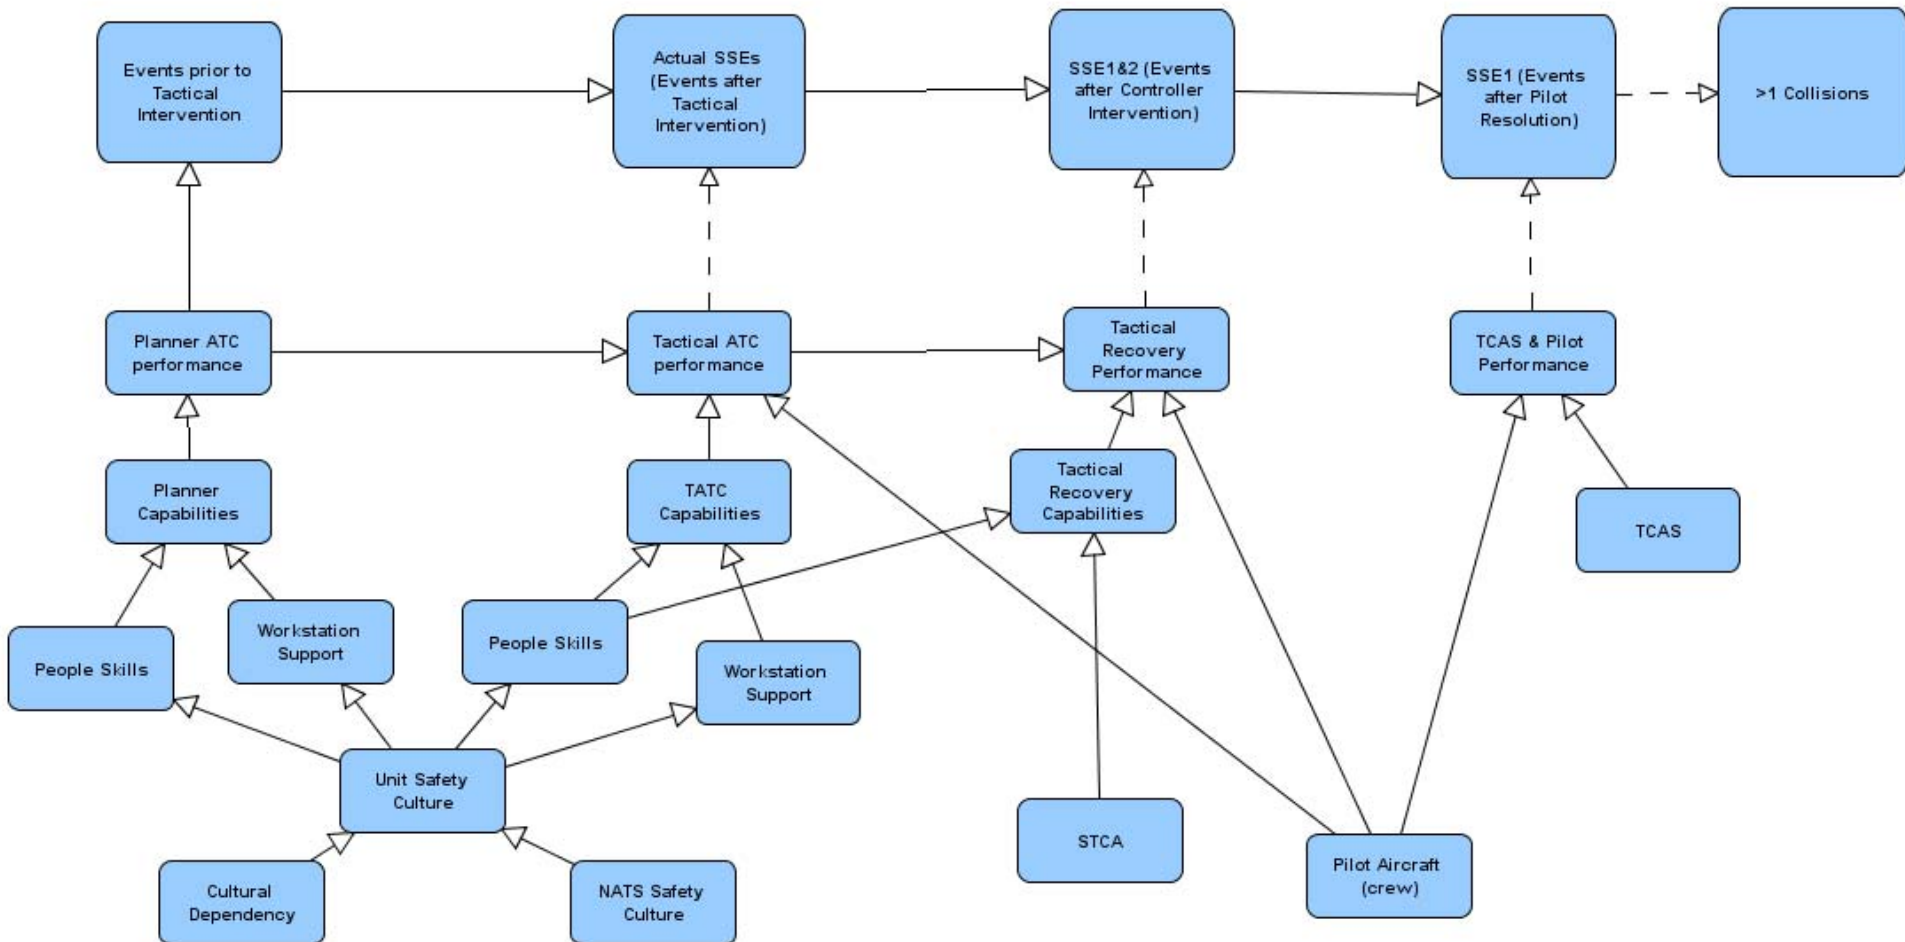 Events prior to
Tactical
Intervention
Actual SSEs
(Events after
Tactical
Intervention)
SSE1&2 (Events
after Controller
Intervention)
SSE1 (Events
after Pilot
Resolution)
>1 Collisions
Planner ATC
performance
Tactical ATC
performance
Tactical
Recovery
Performance
TCAS & Pilot
Performance
Planner
Capabilities
TATC
Capabilities
Tactical
Recovery
Capabilities
TCAS
People Skills
Workstation
Support
People Skills
Workstation
Support
Unit Safety
Culture
STCA
Pilot Aircraft
(crew)
Cultural
Dependency
NATS Safety
Culture